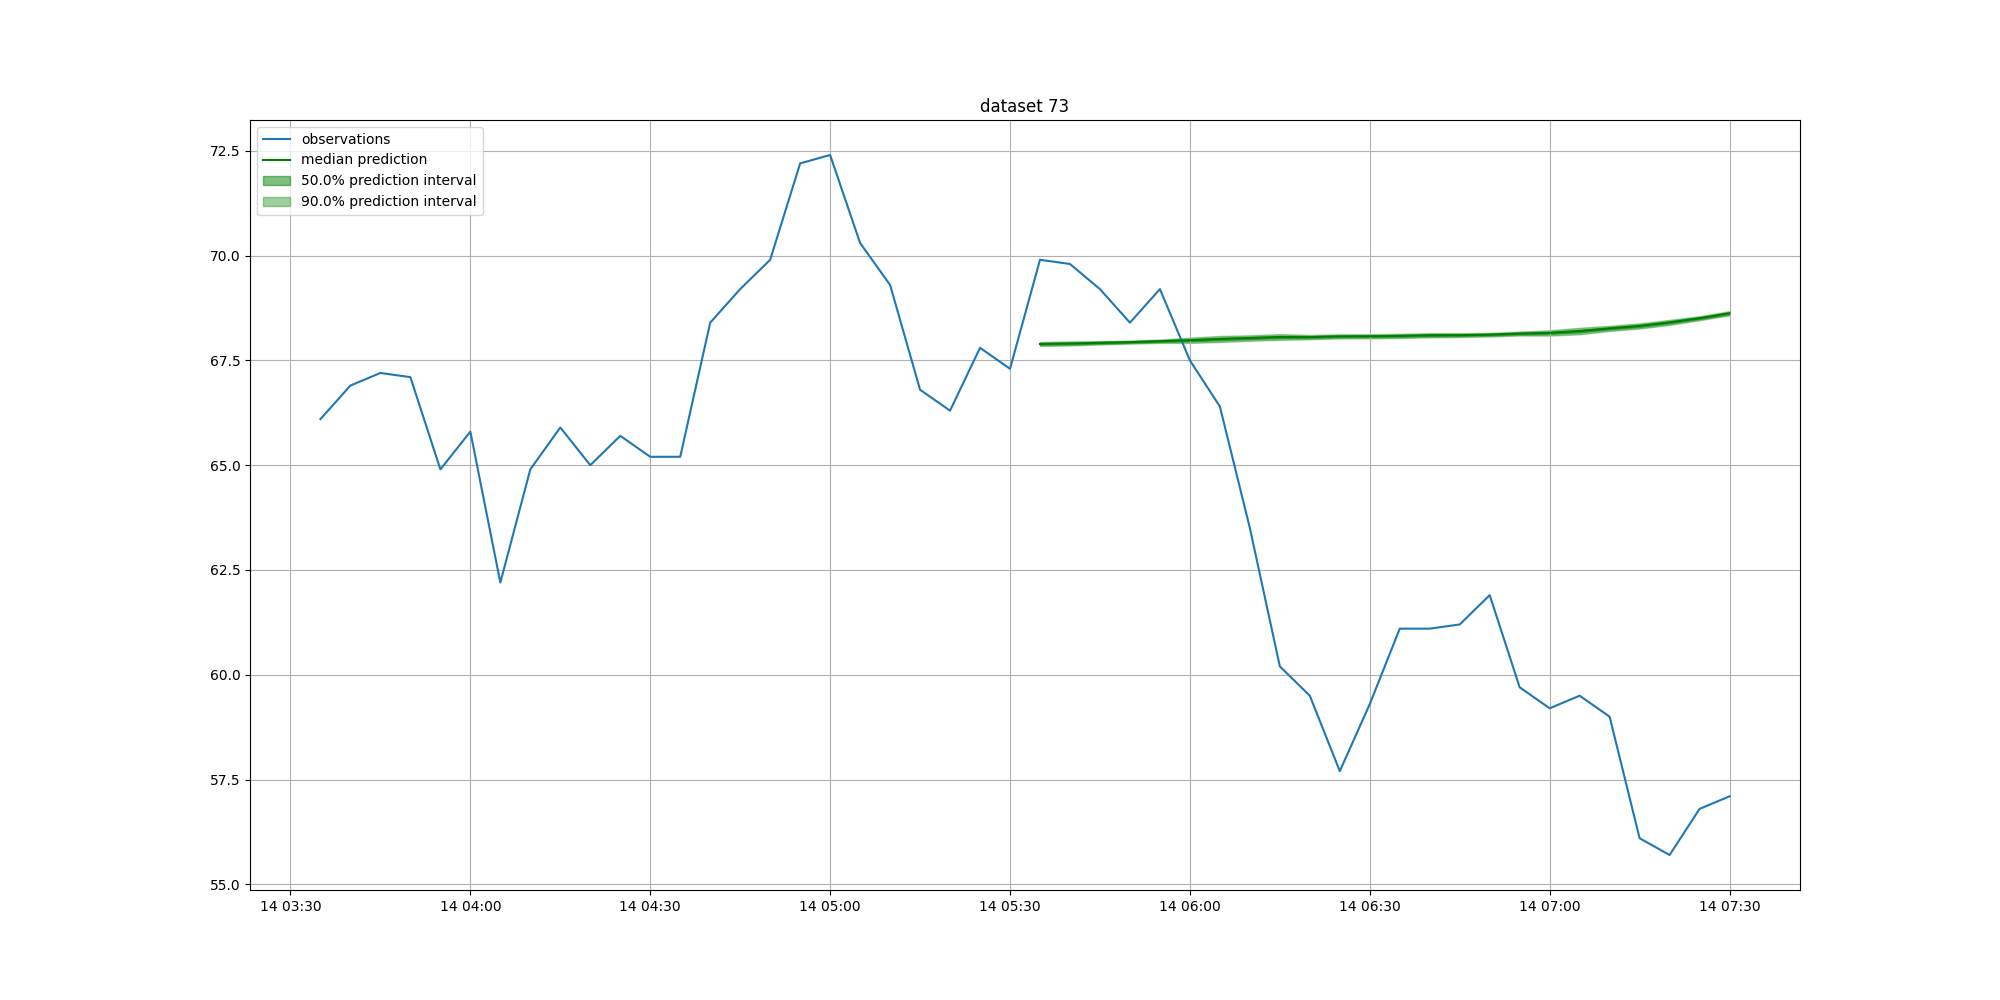 dataset 73
observations
median prediction
50.0% prediction interval
90.0% prediction interval
72.5
70.0
67.5
65.0
62.5
60.0
57.5
55.0
14 03:30 14 04:00 14 04:30 14 05:00 14 05:30 14 06:00 14 06:30 14 07:00 14 07:30